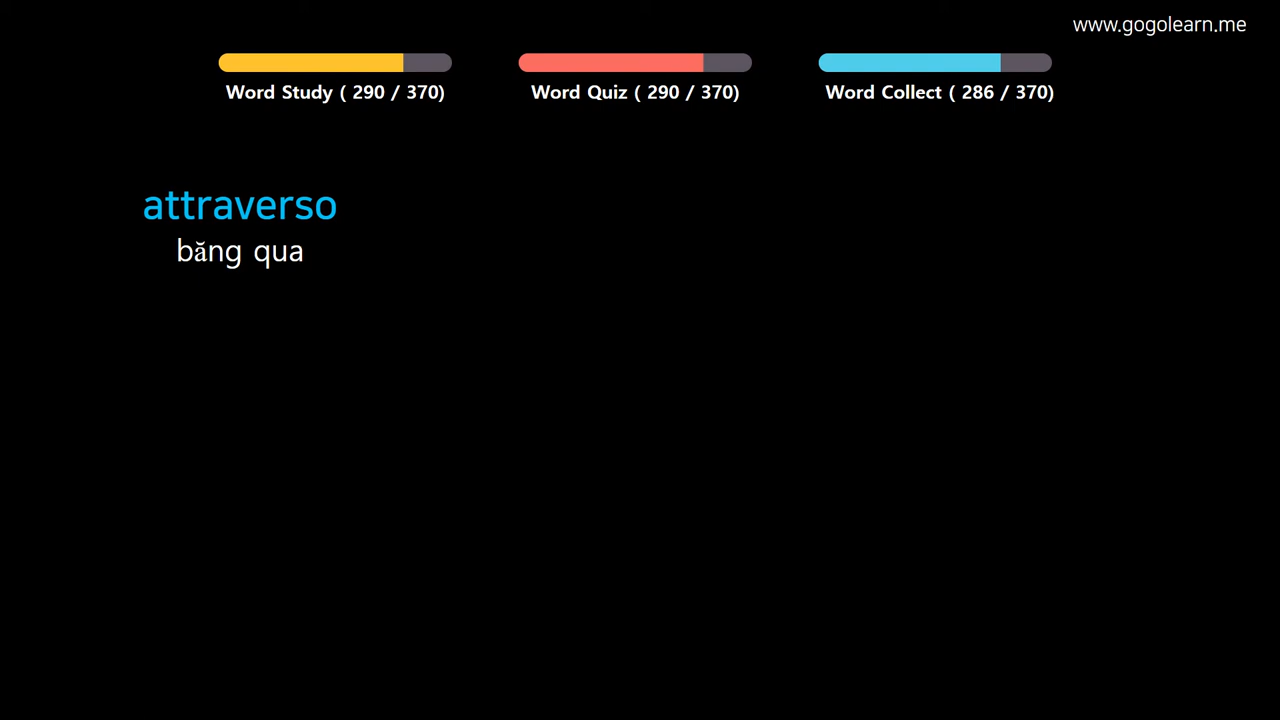 www.gogolearn.me
Word Study ( 290 / 370)
Word Quiz ( 290 / 370)
Word Collect ( 286 / 370)
attraverso
băng qua